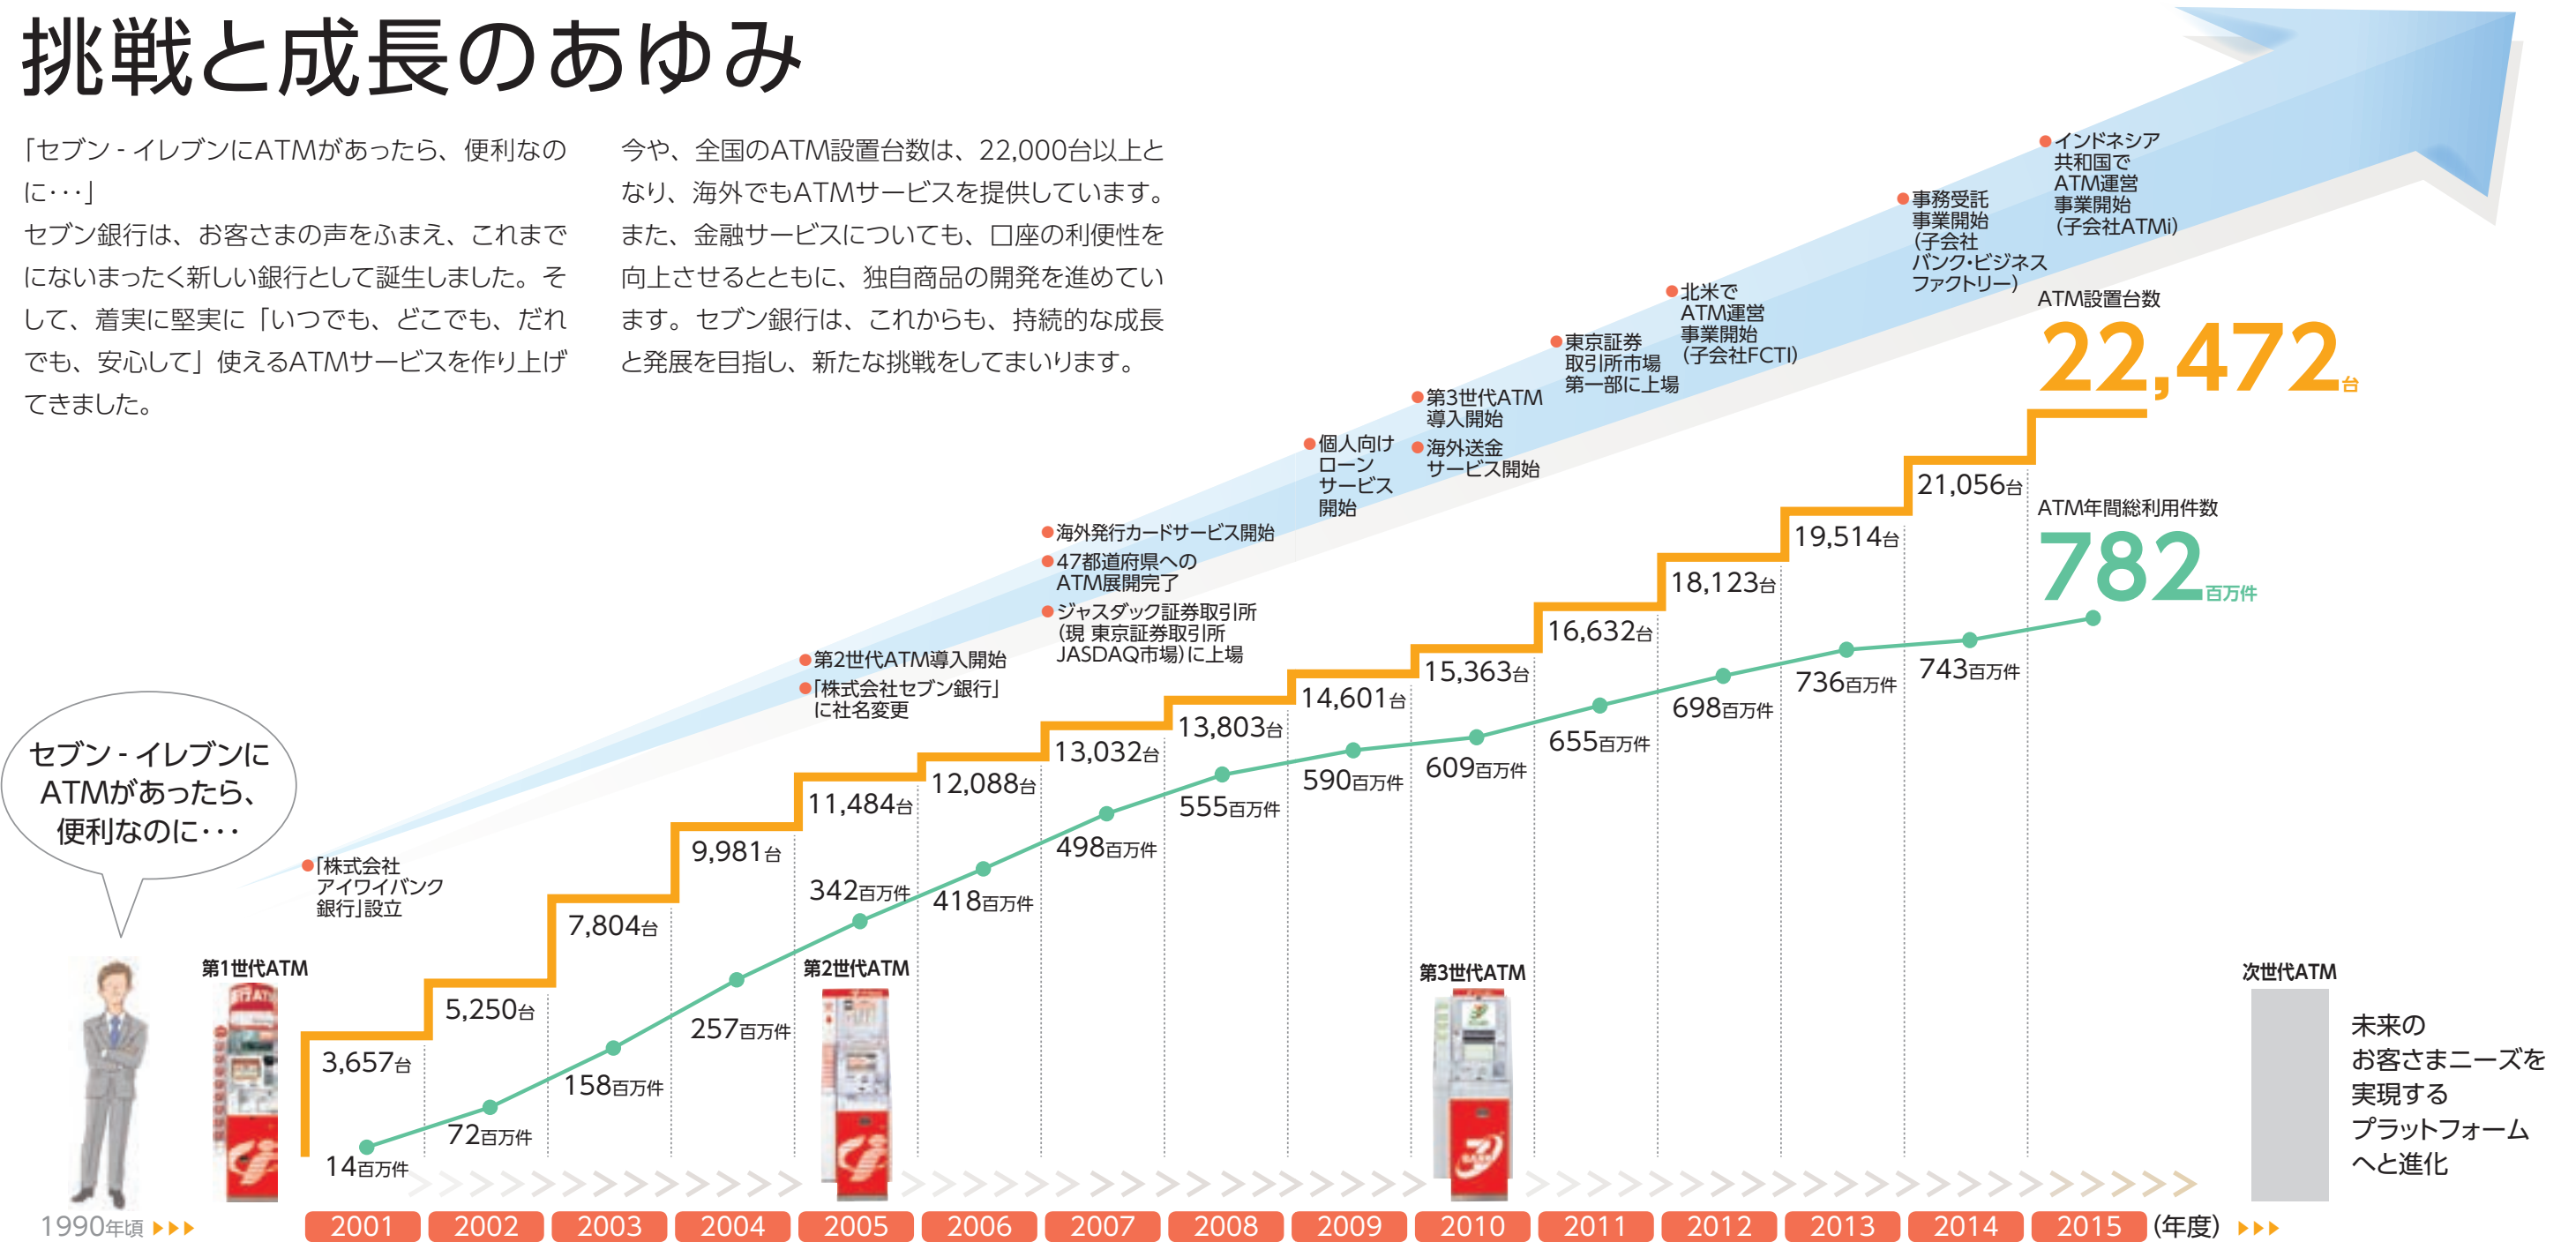 挑戦と成長のあゆみ
「セブン‐イレブンにATMがあったら、便利なの
に･･･」
セブン銀行は、お客さまの声をふまえ、これまで
にないまったく新しい銀行として誕生しました。そ
して、着実に堅実に「いつでも、どこでも、だれ
でも、安心して」使えるATMサービスを作り上げ
てきました。
今や、全国のATM設置台数は、22,000台以上と
なり、海外でもATMサービスを提供しています。
また、金融サービスについても、口座の利便性を
向上させるとともに、独自商品の開発を進めてい
ます。セブン銀行は、これからも、持続的な成長
と発展を目指し、新たな挑戦をしてまいります。
セブン‐イレブンに
ATMがあったら、
便利なのに･･･
●「株式会社
アイワイバンク
銀行」設立
●第2世代ATM導入開始
●「株式会社セブン銀行」
に社名変更
●海外発行カードサービス開始
●47都道府県への
ATM展開完了
●ジャスダック証券取引所
（現 東京証券取引所
JASDAQ市場）に上場
●個人向け
ローン
サービス
開始
●第3世代ATM
導入開始
●海外送金
サービス開始
●東京証券
取引所市場
第一部に上場
●北米で
ATM運営
事業開始
（子会社FCTI）
●事務受託
事業開始
（子会社
バンク・ビジネス
ファクトリー）
●インドネシア
共和国で
ATM運営
事業開始
（子会社ATMi）
ATM設置台数
22,472台
3,657台
5,250台
7,804台
9,981台
11,484台
12,088台
13,032台
13,803台
14,601台
15,363台
16,632台
18,123台
19,514台
21,056台
ATM年間総利用件数
782百万件
14百万件
72百万件
158百万件
257百万件
342百万件
418百万件
498百万件
555百万件
590百万件
609百万件
655百万件
698百万件
736百万件
743百万件
第1世代ATM
第2世代ATM
第3世代ATM
次世代ATM
未来の
お客さまニーズを
実現する
プラットフォーム
へと進化
1990年頃
2001
2002
2003
2004
2005
2006
2007
2008
2009
2010
2011
2012
2013
2014
2015
（年度）